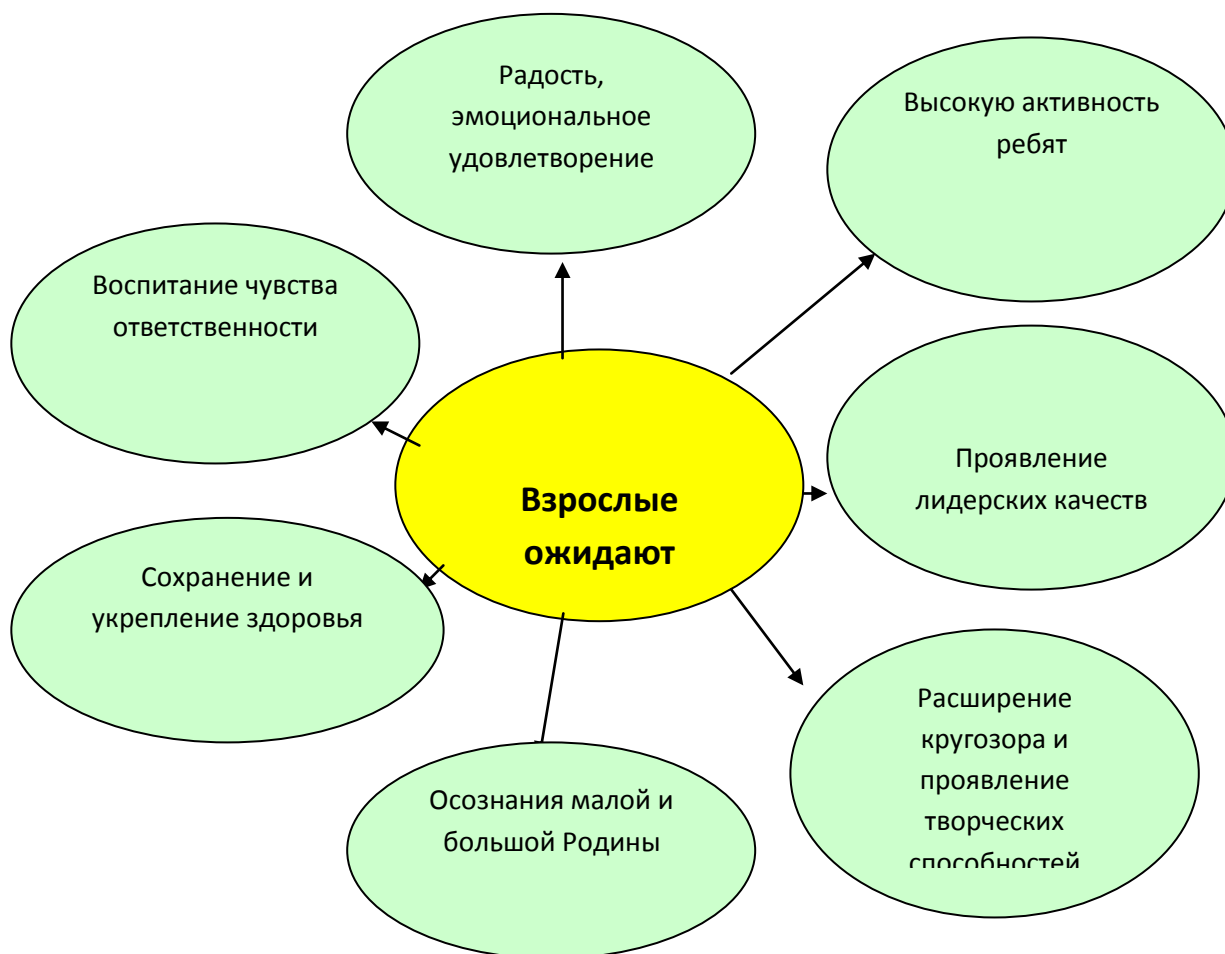 Радость,
эмоциональное
удовлетворение
Высокую активность
ребят
Воспитание чувства
ответственности
Взрослые
ожидают
Проявление
лидерских качеств
Сохранение и
укрепление здоровья
Расширение
кругозора и
проявление
творческих
способностей
Осознания малой и
большой Родины